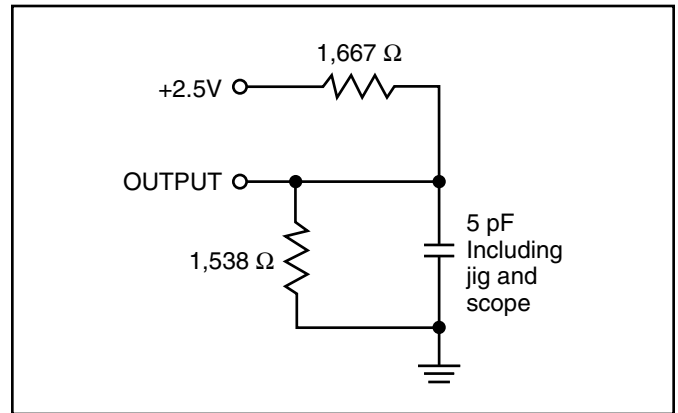 1,667 Ω
+2.5V
OUTPUT
1,538 Ω
5 pF
Including
jig and
scope